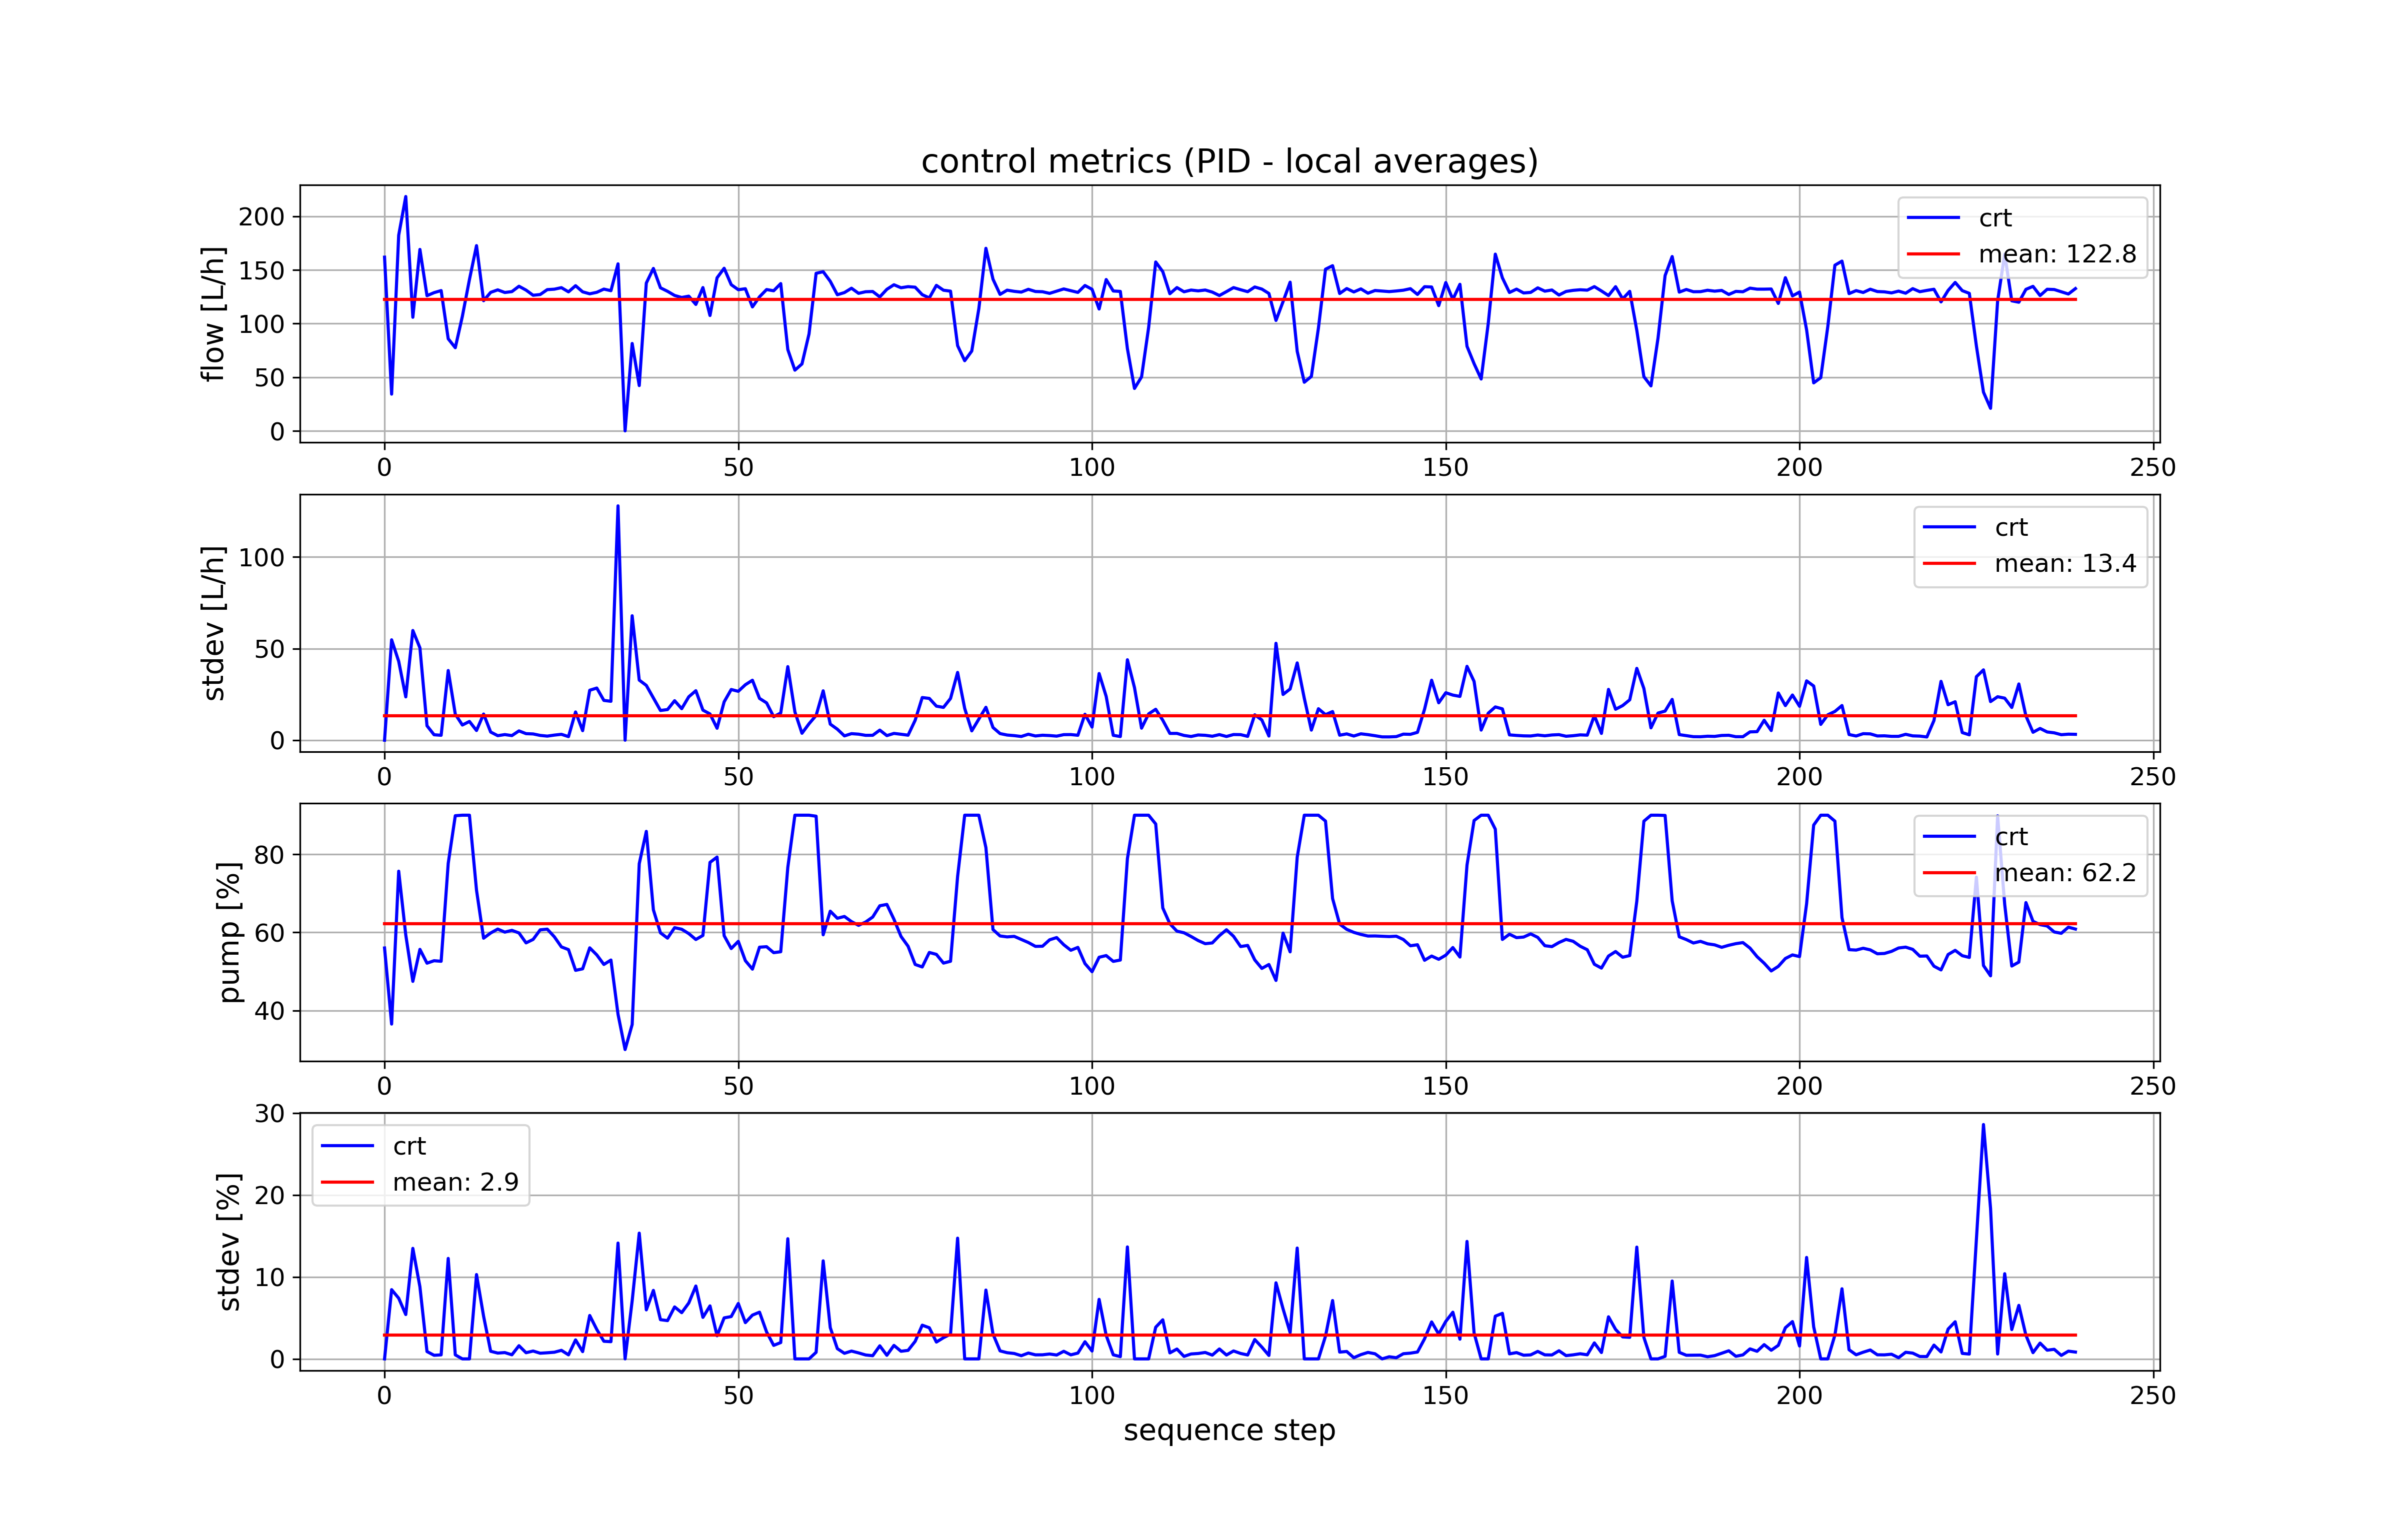 control metrics (PID - local averages)
flow [L/h]
200
150
100
50
0
crt
mean: 122.8
0 50 100 150 200 250
stdev [L/h]
100
50
0
crt
mean: 13.4
0 50 100 150 200 250
pump [%]
80
60
40
crt
mean: 62.2
0 50 100 150 200 250
stdev [%]
30
20
10
0
crt
mean: 2.9
0 50 100 150 200 250
sequence step